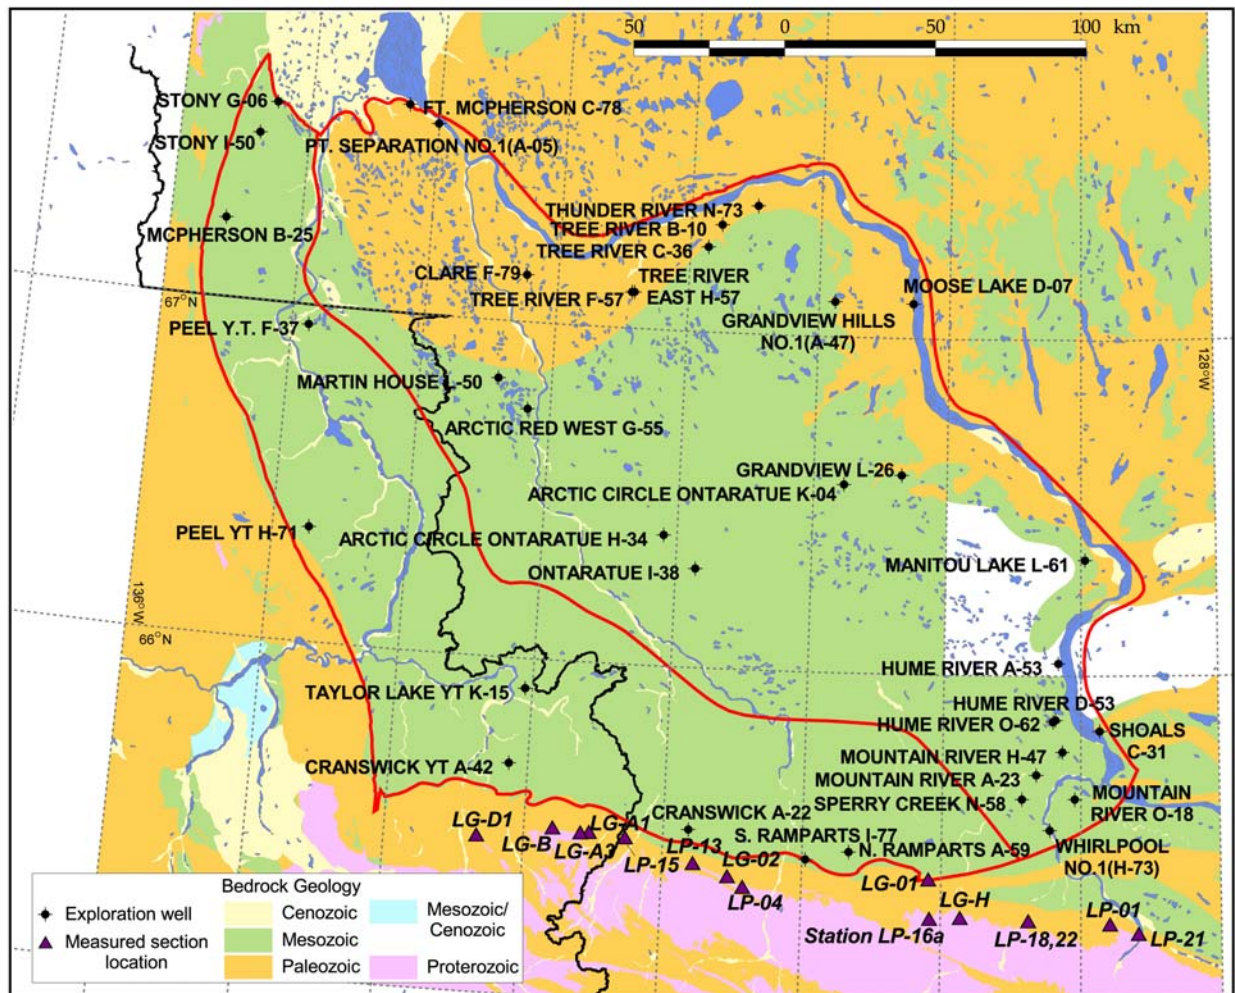 50 0 50 100 km
STONY G-06
FT. MCPHERSON C-78
STONY I-50
PT. SEPARATION NO.1(A-05)
THUNDER RIVER N-73
TREE RIVER B-10
MCPHERSON B-25
TREE RIVER C-36
CLARE F-79
TREE RIVER
EAST H-57
TREE RIVER F-57
MOOSE LAKE D-07
67°N
GRANDVIEW HILLS
NO.1(A-47)
PEEL Y.T. F-37
128°W
MARTIN HOUSE L-50
ARCTIC RED WEST G-55
GRANDVIEW L-26
ARCTIC CIRCLE ONTARATUE K-04
PEEL YT H-71
ARCTIC CIRCLE ONTARATUE H-34
ONTARATUE I-38
MANITOU LAKE L-61
136°W
66°N
HUME RIVER A-53
TAYLOR LAKE YT K-15
HUME RIVER D-53
HUME RIVER O-62
SHOALS
C-31
MOUNTAIN RIVER H-47
CRANSWICK YT A-42
MOUNTAIN RIVER A-23
SPERRY CREEK N-58
MOUNTAIN
RIVER O-18
CRANSWICK A-22
LG-D1
LG-A1
LG-B
LG-A3
S. RAMPARTS I-77
LP-13
N. RAMPARTS A-59
WHIRLPOOL
NO.1(H-73)
LP-15
LG-02
LG-01
LP-04
LG-H
LP-01
Station LP-16a
LP-18,22
LP-21
Bedrock Geology
Exploration well
Cenozoic
Mesozoic/
Cenozoic
Measured section
location
Mesozoic
Paleozoic
Proterozoic